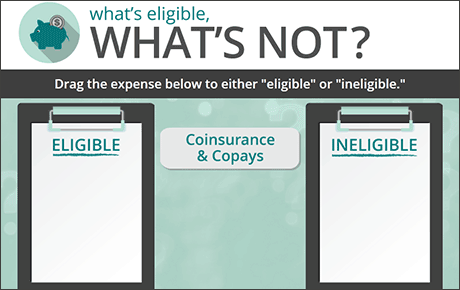 what's eligible,
WHAT'S NOT?
Drag the expense below to either "eligible" or "ineligible."
ELIGIBLE
Coinsurance
& Copays
INELIGIBLE